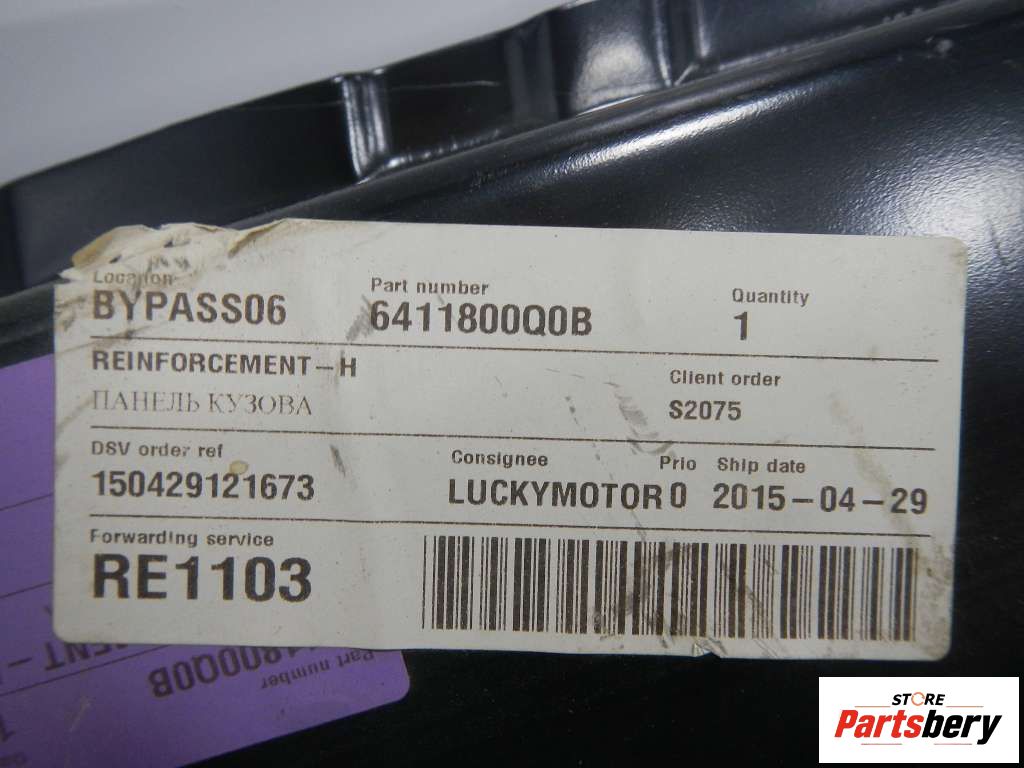 Location
BYPASS06
Part number
6411800Q0B
Quantity
1
REINFORCEMENT-H
ПАНЕЛЬ КУЗОВА
Client order
S2075
DSV order ref
150429121673
Consignee
LUCKYMOTOR
Prio
0
Ship date
2015-04-29
Forwarding service
RE1103
Part number
STORE
Partsbery